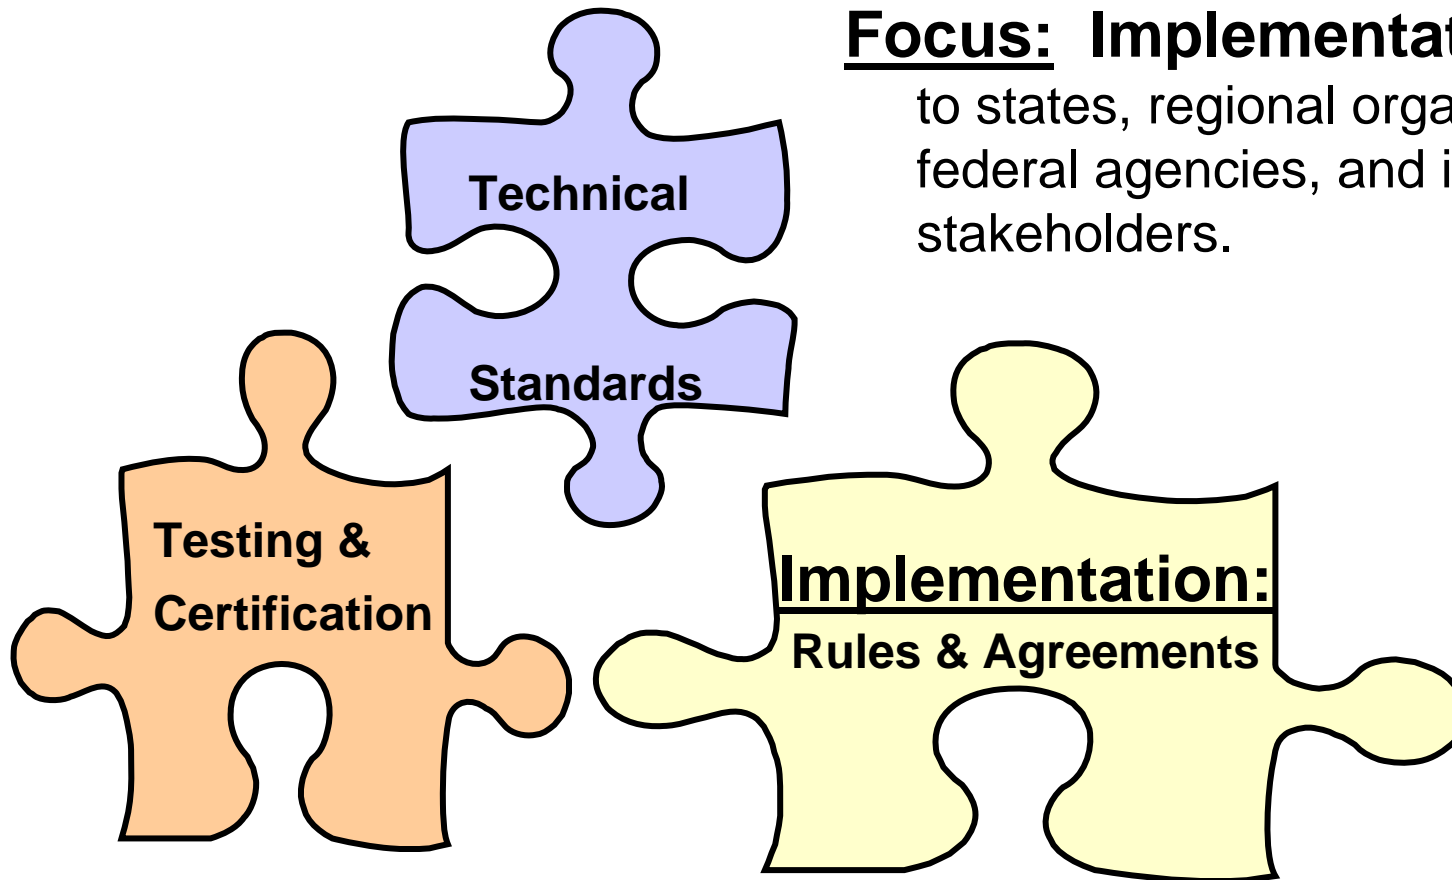 Focus: Implementat
to states, regional orga
federal agencies, and i
stakeholders.
Technical
Standards
Testing &
Certification
Implementation:
Rules & Agreements